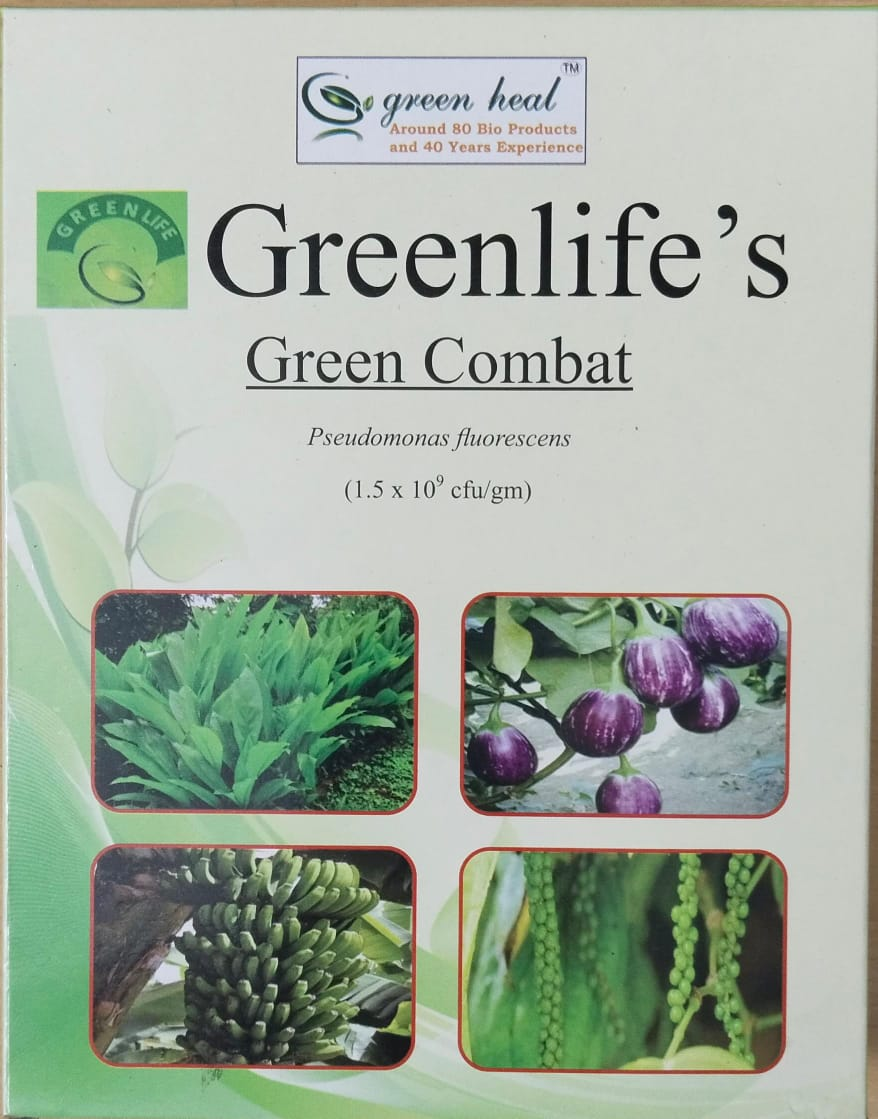 green heal TM
Around 80 Bio Products
and 40 Years Experience
GREENLIFE
Greenlife’s
Green Combat
Pseudomonas fluorescens
(1.5 x 10⁹ cfu/gm)